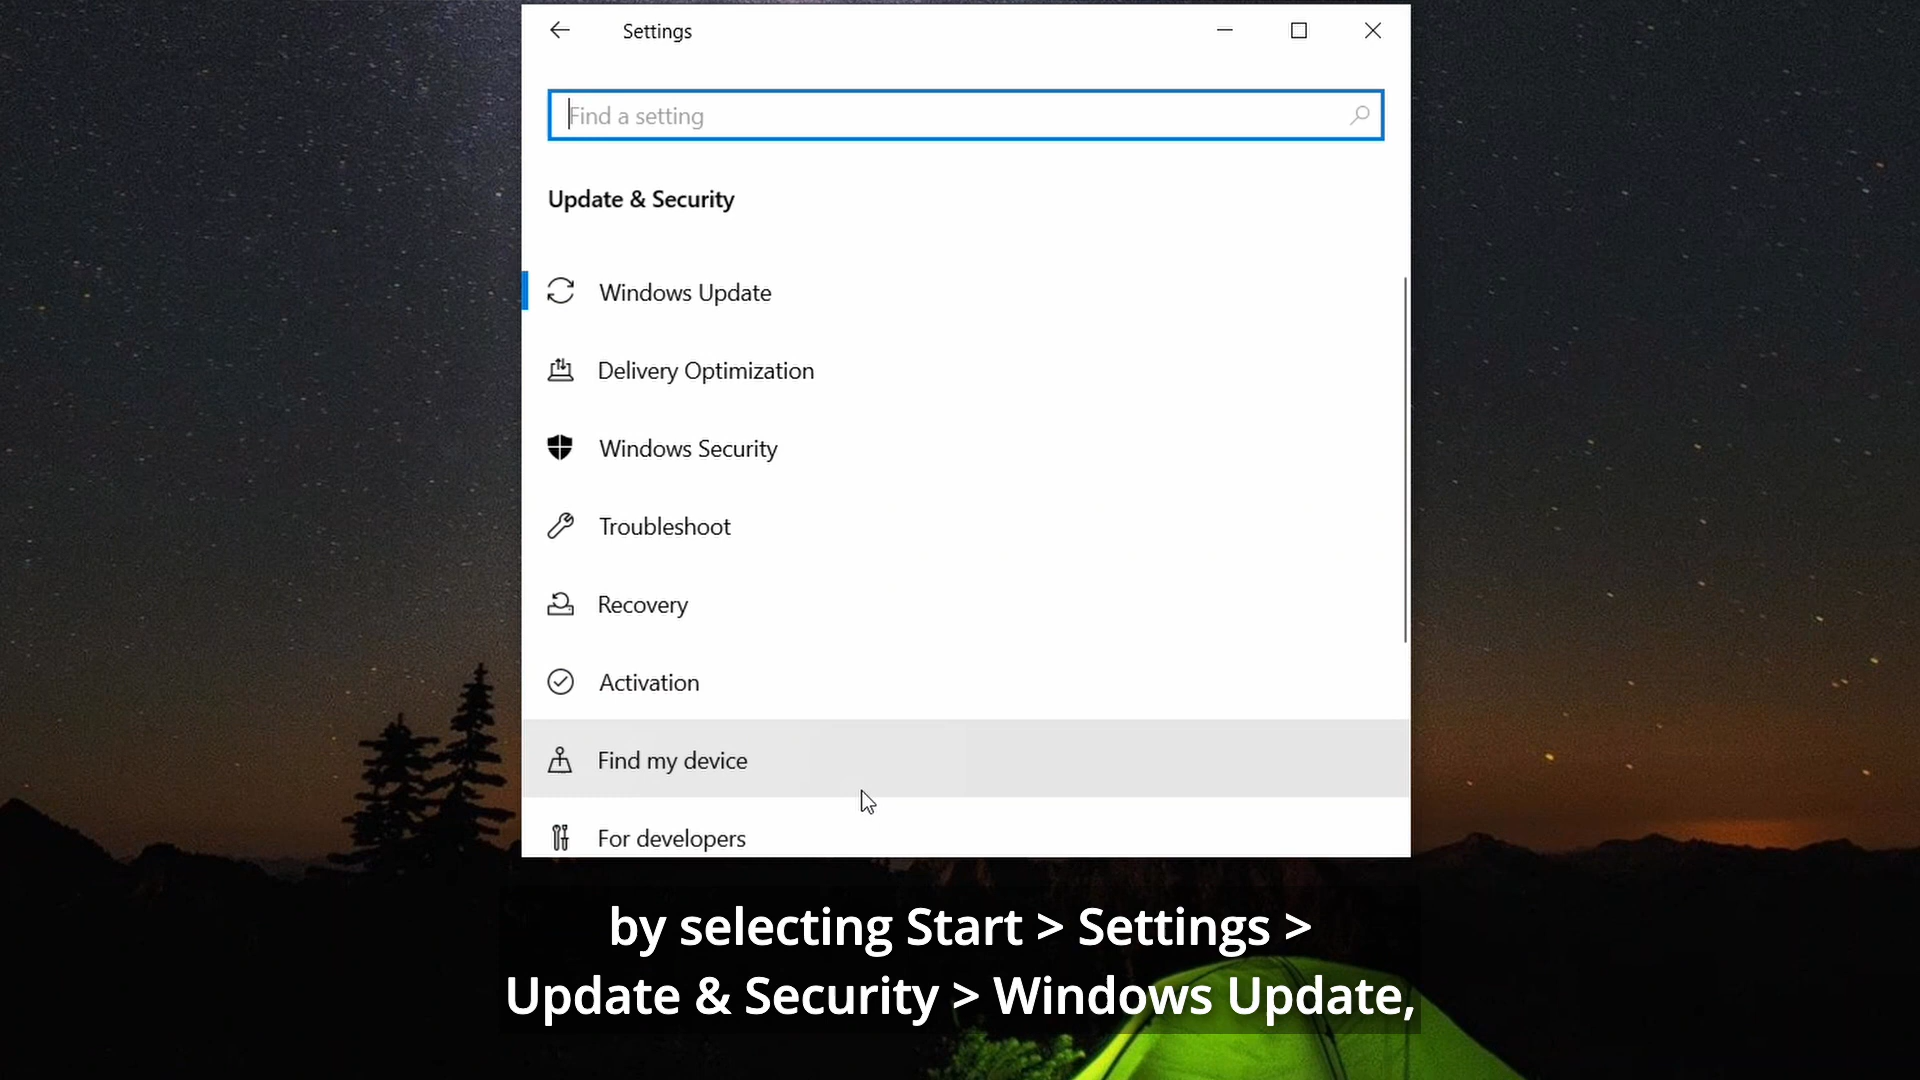 Settings
Find a setting
Update & Security
Windows Update
Delivery Optimization
Windows Security
Troubleshoot
Recovery
Activation
Find my device
For developers
by selecting Start > Settings >
Update & Security > Windows Update,